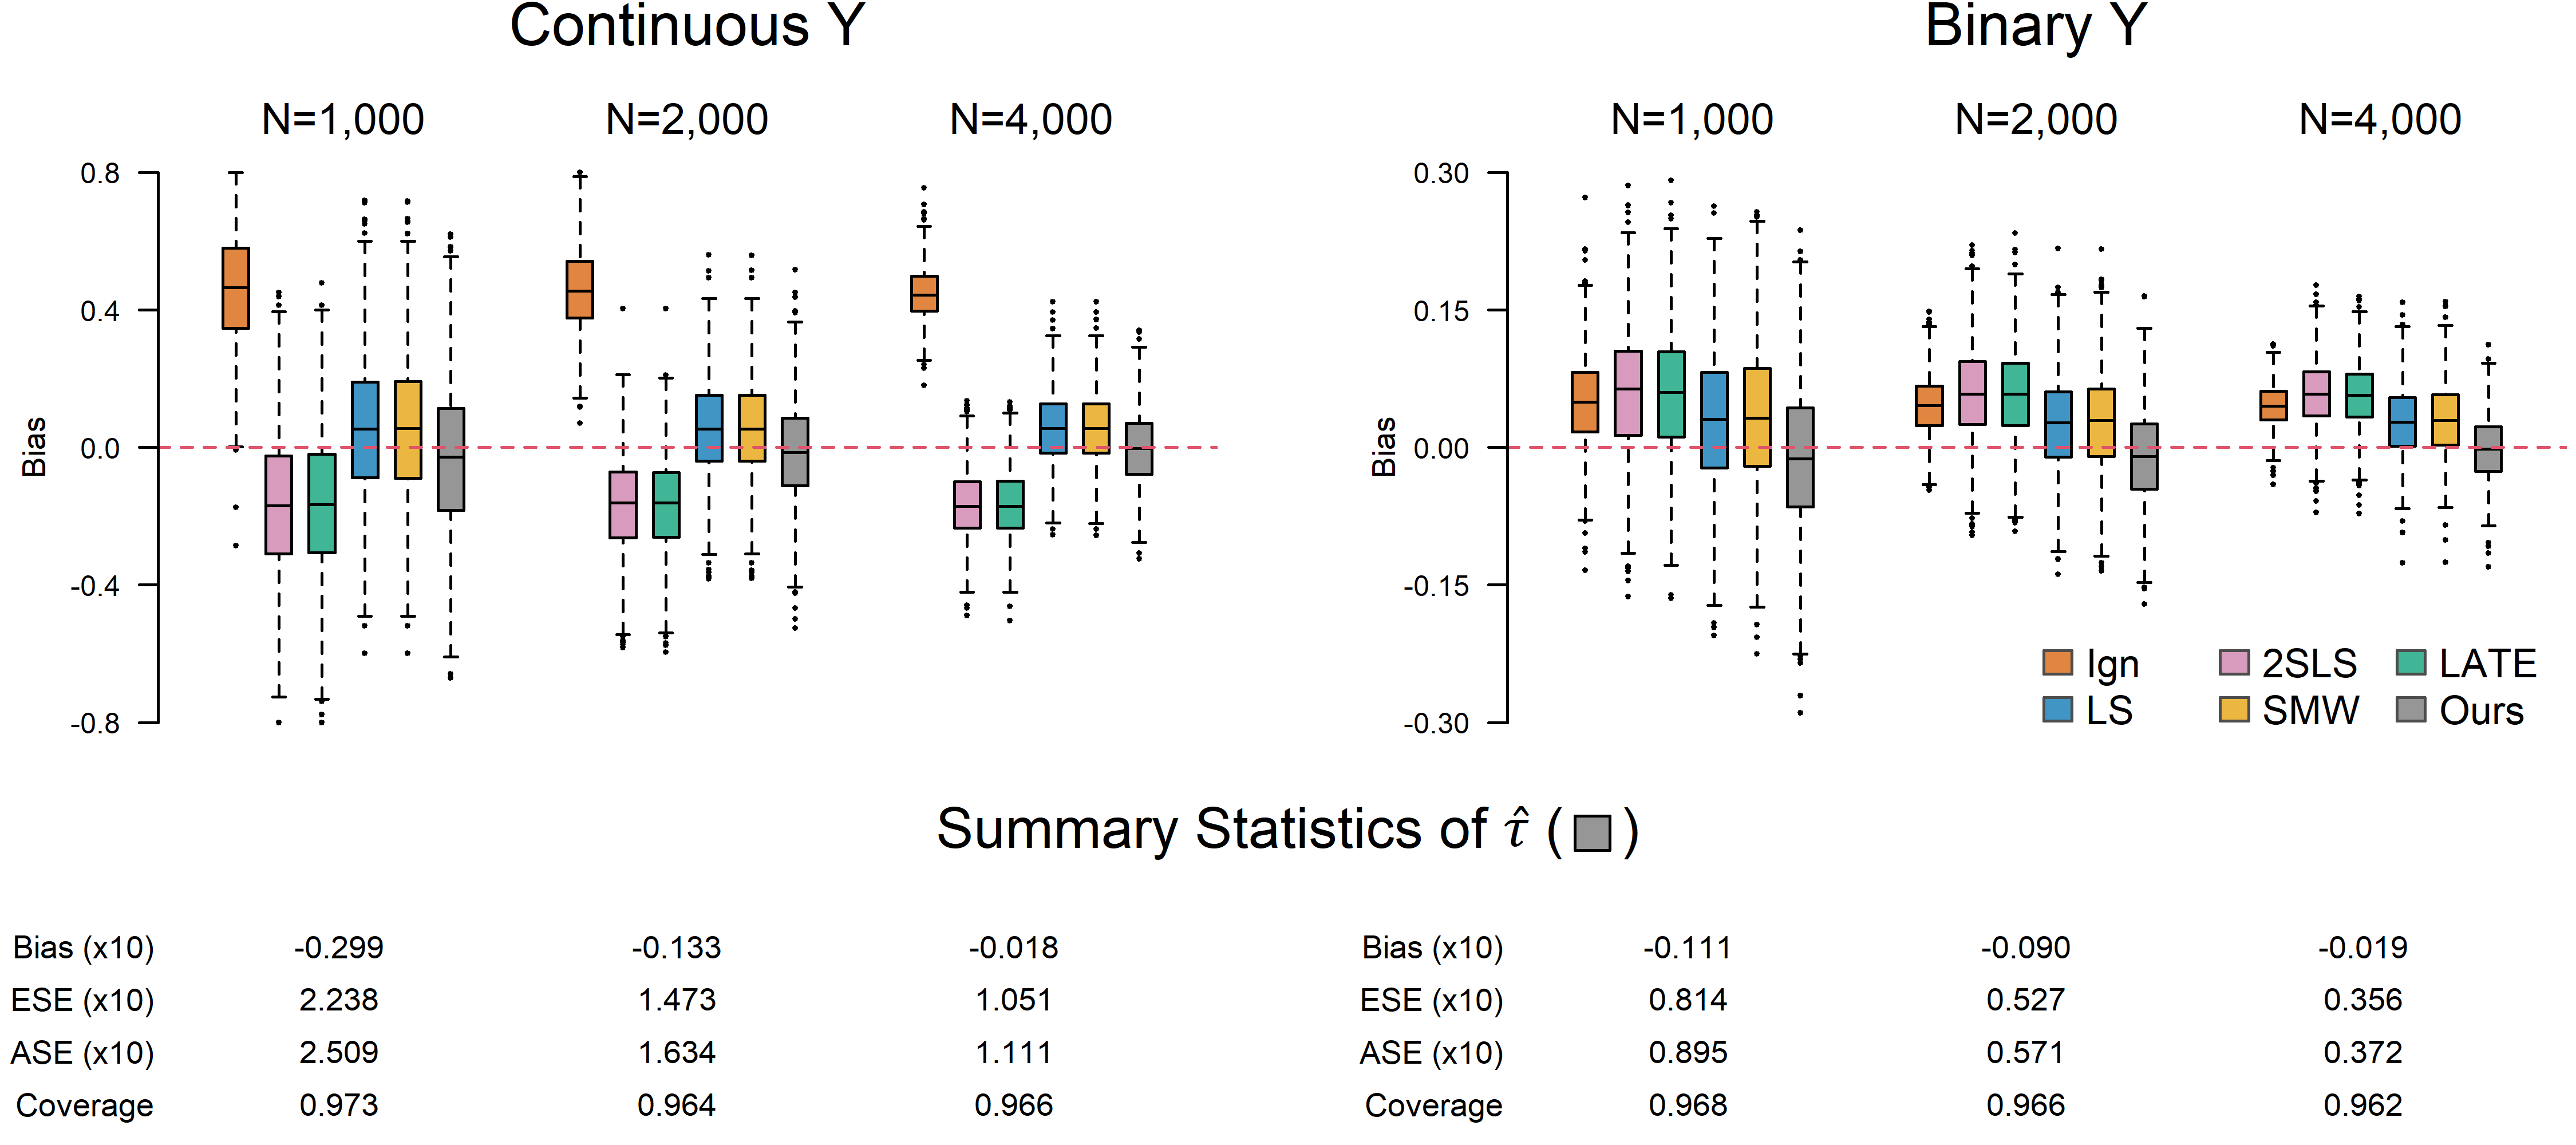 Continuous Y
Binary Y
N=1,000 N=2,000 N=4,000
N=1,000 N=2,000 N=4,000
Bias
0.8
0.4
0.0
-0.4
-0.8
Bias
0.30
0.15
0.00
-0.15
-0.30
Ign 2SLS LATE
LS SMW Ours
Summary Statistics of τ̂ ( )
Bias (x10) -0.299 -0.133 -0.018
ESE (x10) 2.238 1.473 1.051
ASE (x10) 2.509 1.634 1.111
Coverage 0.973 0.964 0.966
Bias (x10) -0.111 -0.090 -0.019
ESE (x10) 0.814 0.527 0.356
ASE (x10) 0.895 0.571 0.372
Coverage 0.968 0.966 0.962